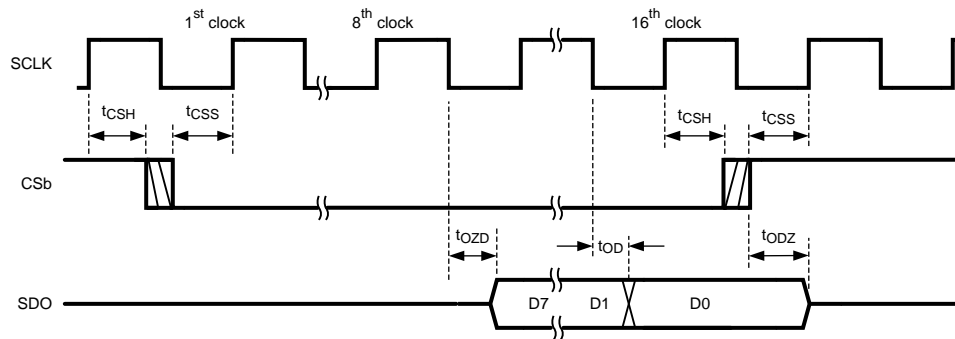 1st clock 8th clock 16th clock
SCLK
tCSH tCSS tCSH tCSS
CSb
tOZD tOD tODZ
SDO D7 D1 D0